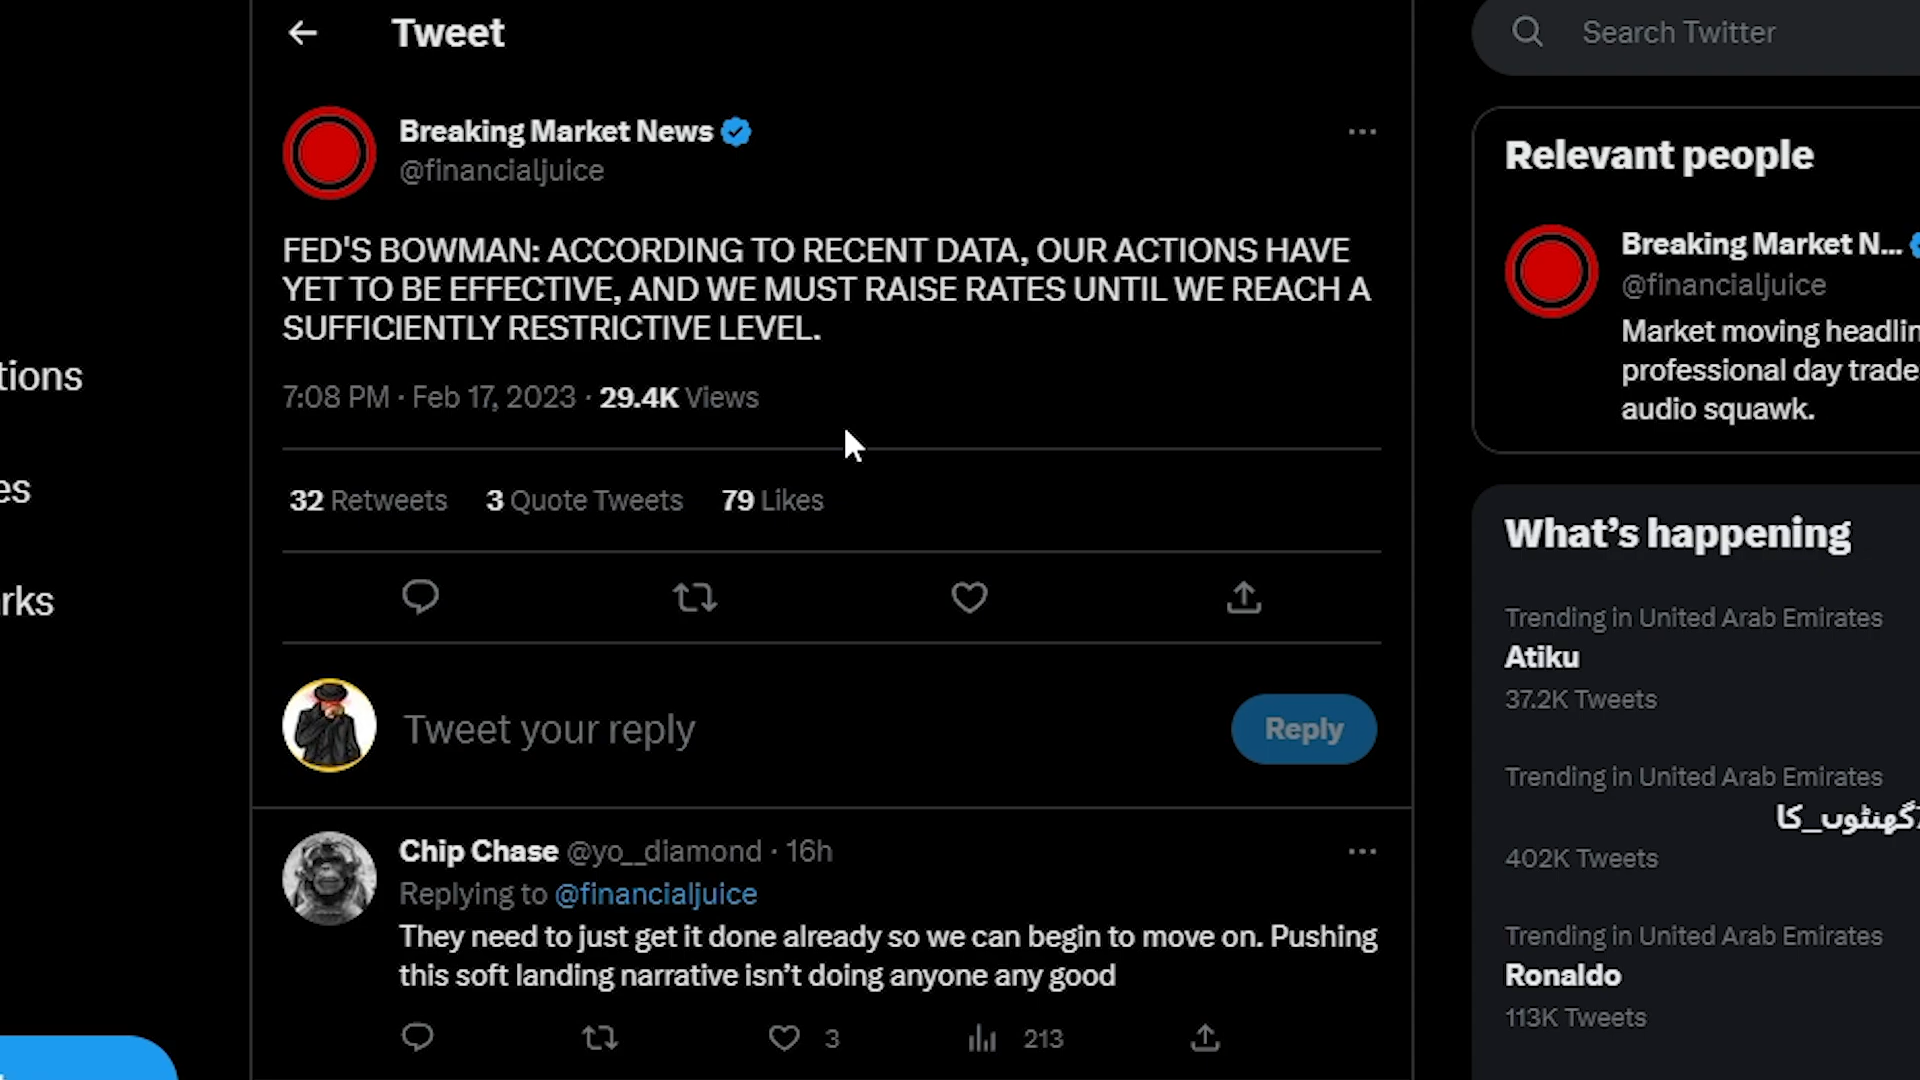 Tweet
Search Twitter
Breaking Market News
@financialjuice
FED'S BOWMAN: ACCORDING TO RECENT DATA, OUR ACTIONS HAVE
YET TO BE EFFECTIVE, AND WE MUST RAISE RATES UNTIL WE REACH A
SUFFICIENTLY RESTRICTIVE LEVEL.
7:08 PM · Feb 17, 2023 · 29.4K Views
32 Retweets 3 Quote Tweets 79 Likes
Tweet your reply
Reply
Chip Chase @yo__diamond · 16h
Replying to @financialjuice
They need to just get it done already so we can begin to move on. Pushing
this soft landing narrative isn't doing anyone any good
3 213
tions
es
rks
Relevant people
Breaking Market N...
@financialjuice
Market moving headlin
professional day trade
audio squawk.
What's happening
Trending in United Arab Emirates
Atiku
37.2K Tweets
Trending in United Arab Emirates
گھنٹوں_کا
402K Tweets
Trending in United Arab Emirates
Ronaldo
113K Tweets